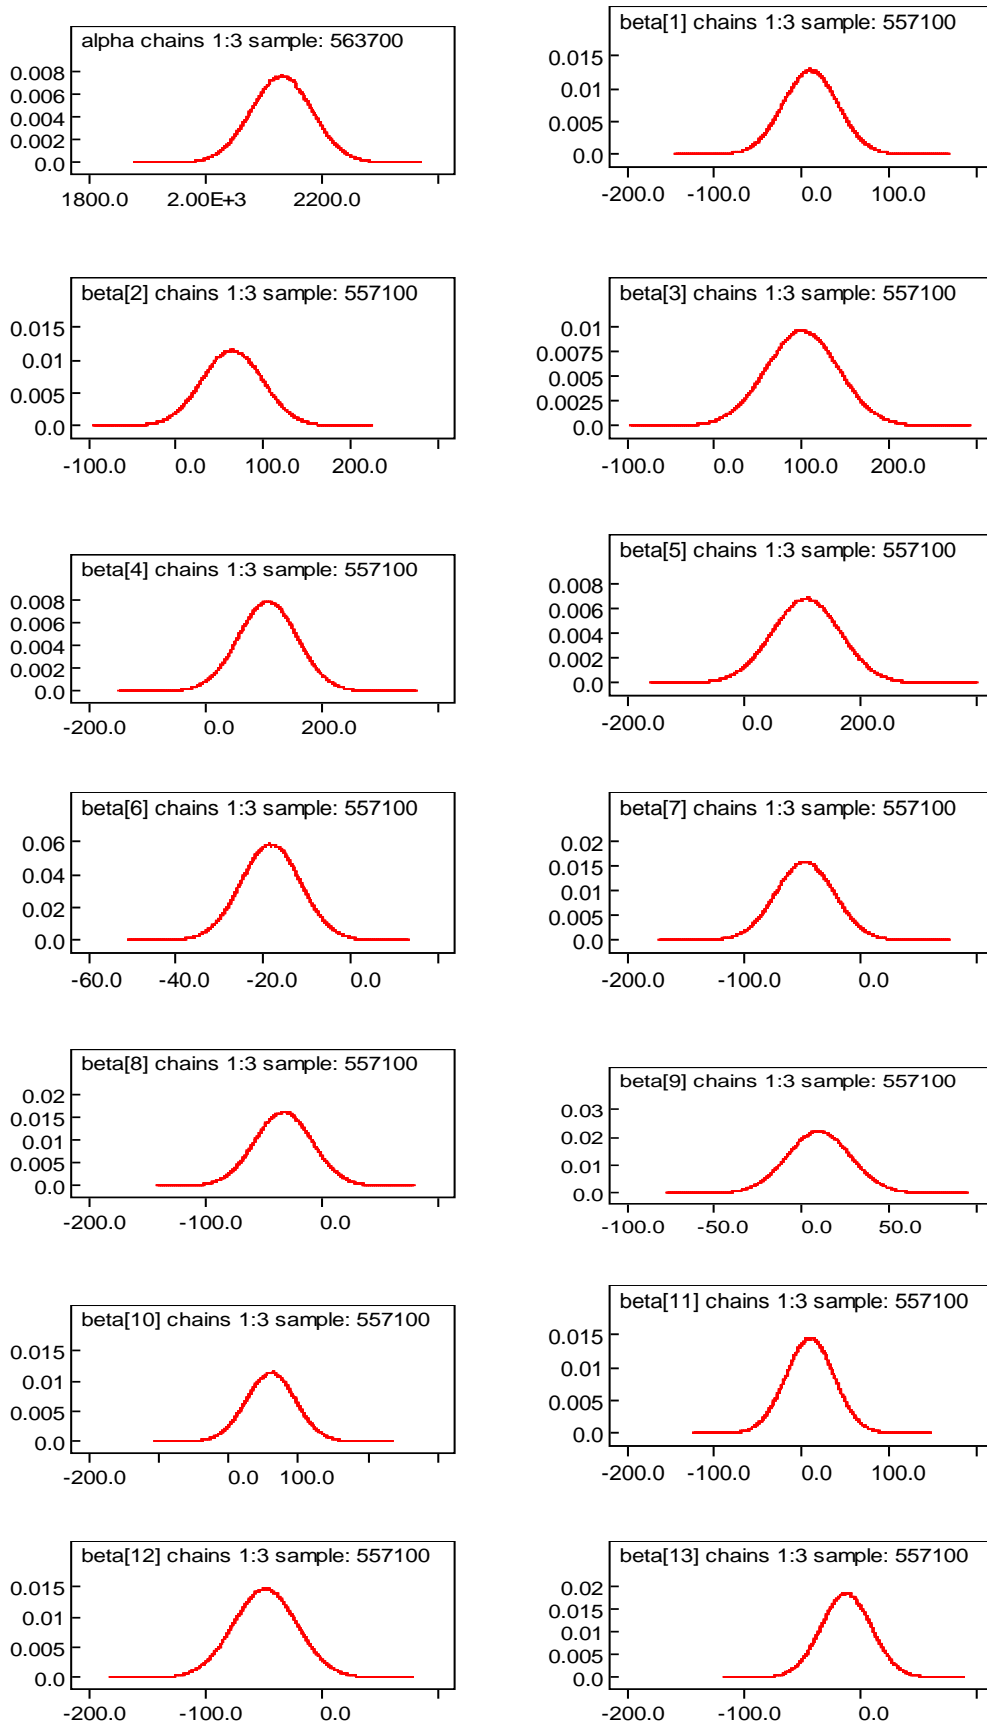 alpha chains 1:3 sample: 563700
0.008
0.006
0.004
0.002
0.0
1800.0 2.00E+3 2200.0
beta[1] chains 1:3 sample: 557100
0.015
0.01
0.005
0.0
-200.0 -100.0 0.0 100.0
beta[2] chains 1:3 sample: 557100
0.015
0.01
0.005
0.0
-100.0 0.0 100.0 200.0
beta[3] chains 1:3 sample: 557100
0.01
0.0075
0.005
0.0025
0.0
-100.0 0.0 100.0 200.0
beta[4] chains 1:3 sample: 557100
0.008
0.006
0.004
0.002
0.0
-200.0 0.0 200.0
beta[5] chains 1:3 sample: 557100
0.008
0.006
0.004
0.002
0.0
-200.0 0.0 200.0
beta[6] chains 1:3 sample: 557100
0.06
0.04
0.02
0.0
-60.0 -40.0 -20.0 0.0
beta[7] chains 1:3 sample: 557100
0.02
0.015
0.01
0.005
0.0
-200.0 -100.0 0.0
beta[8] chains 1:3 sample: 557100
0.02
0.015
0.01
0.005
0.0
-200.0 -100.0 0.0
beta[9] chains 1:3 sample: 557100
0.03
0.02
0.01
0.0
-100.0 -50.0 0.0 50.0
beta[10] chains 1:3 sample: 557100
0.015
0.01
0.005
0.0
-200.0 0.0 100.0
beta[11] chains 1:3 sample: 557100
0.015
0.01
0.005
0.0
-200.0 -100.0 0.0 100.0
beta[12] chains 1:3 sample: 557100
0.015
0.01
0.005
0.0
-200.0 -100.0 0.0
beta[13] chains 1:3 sample: 557100
0.02
0.015
0.01
0.005
0.0
-200.0 -100.0 0.0